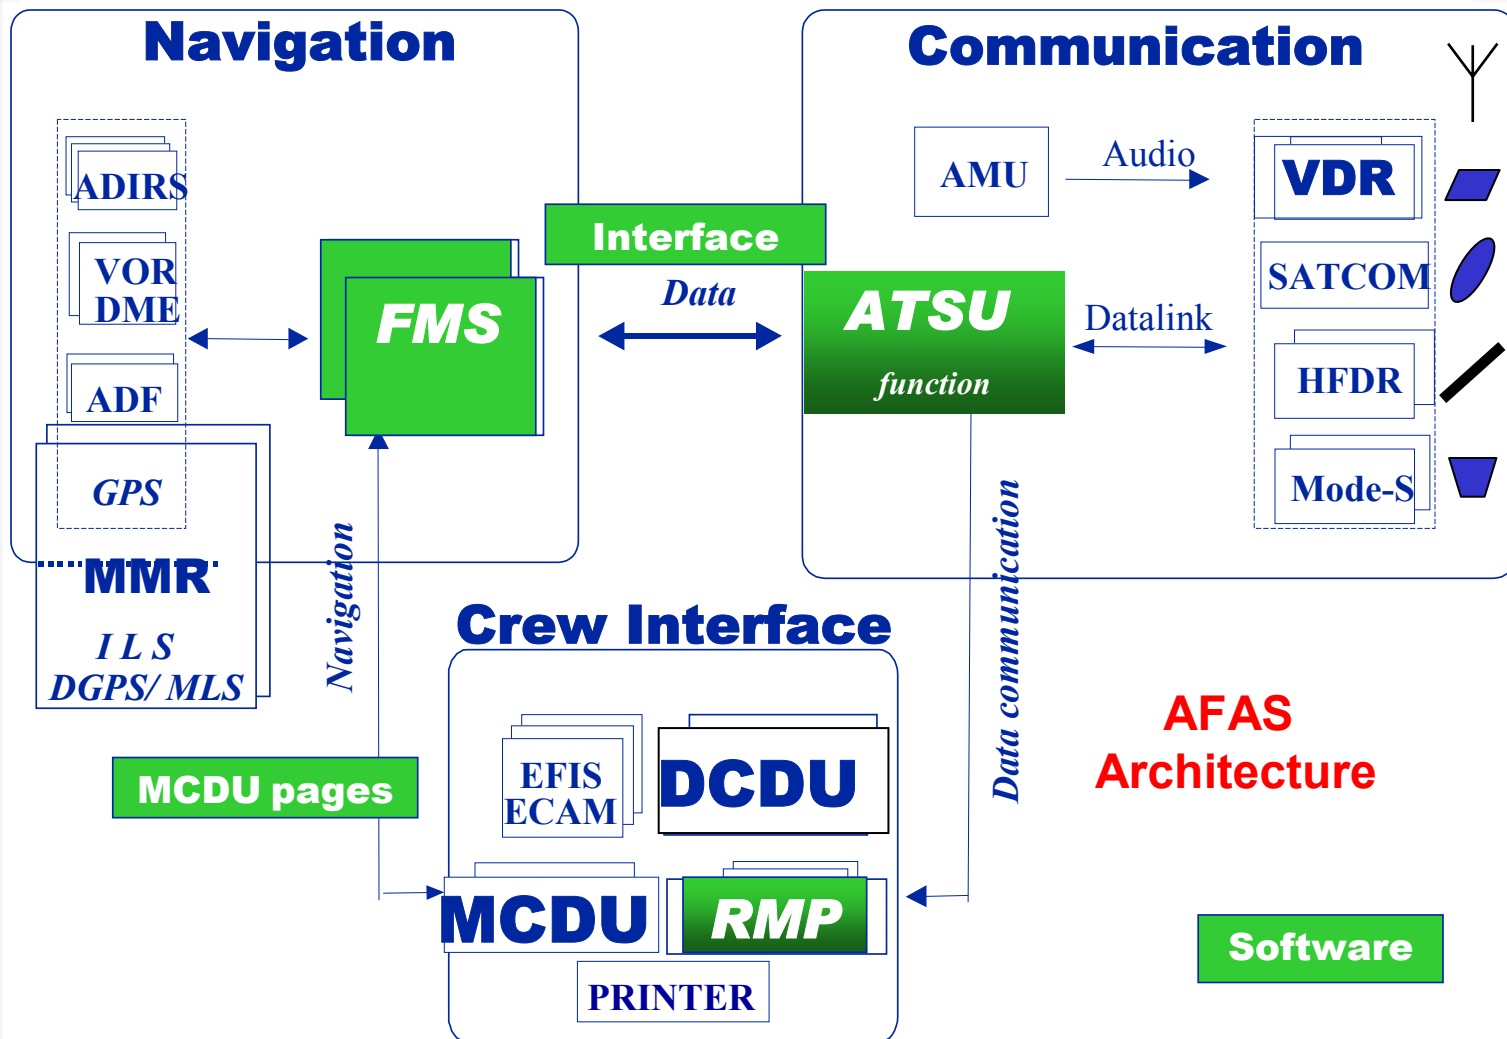 Navigation
Communication
ADIRS
VOR
DME
ADF
GPS
MMR
I L S
DGPS/ MLS
FMS
Interface
Data
AMU
Audio
VDR
ATSU
function
Datalink
SATCOM
HFDR
Mode-S
Navigation
Data communication
MCDU pages
Crew Interface
EFIS
ECAM
DCDU
MCDU
RMP
PRINTER
AFAS
Architecture
Software